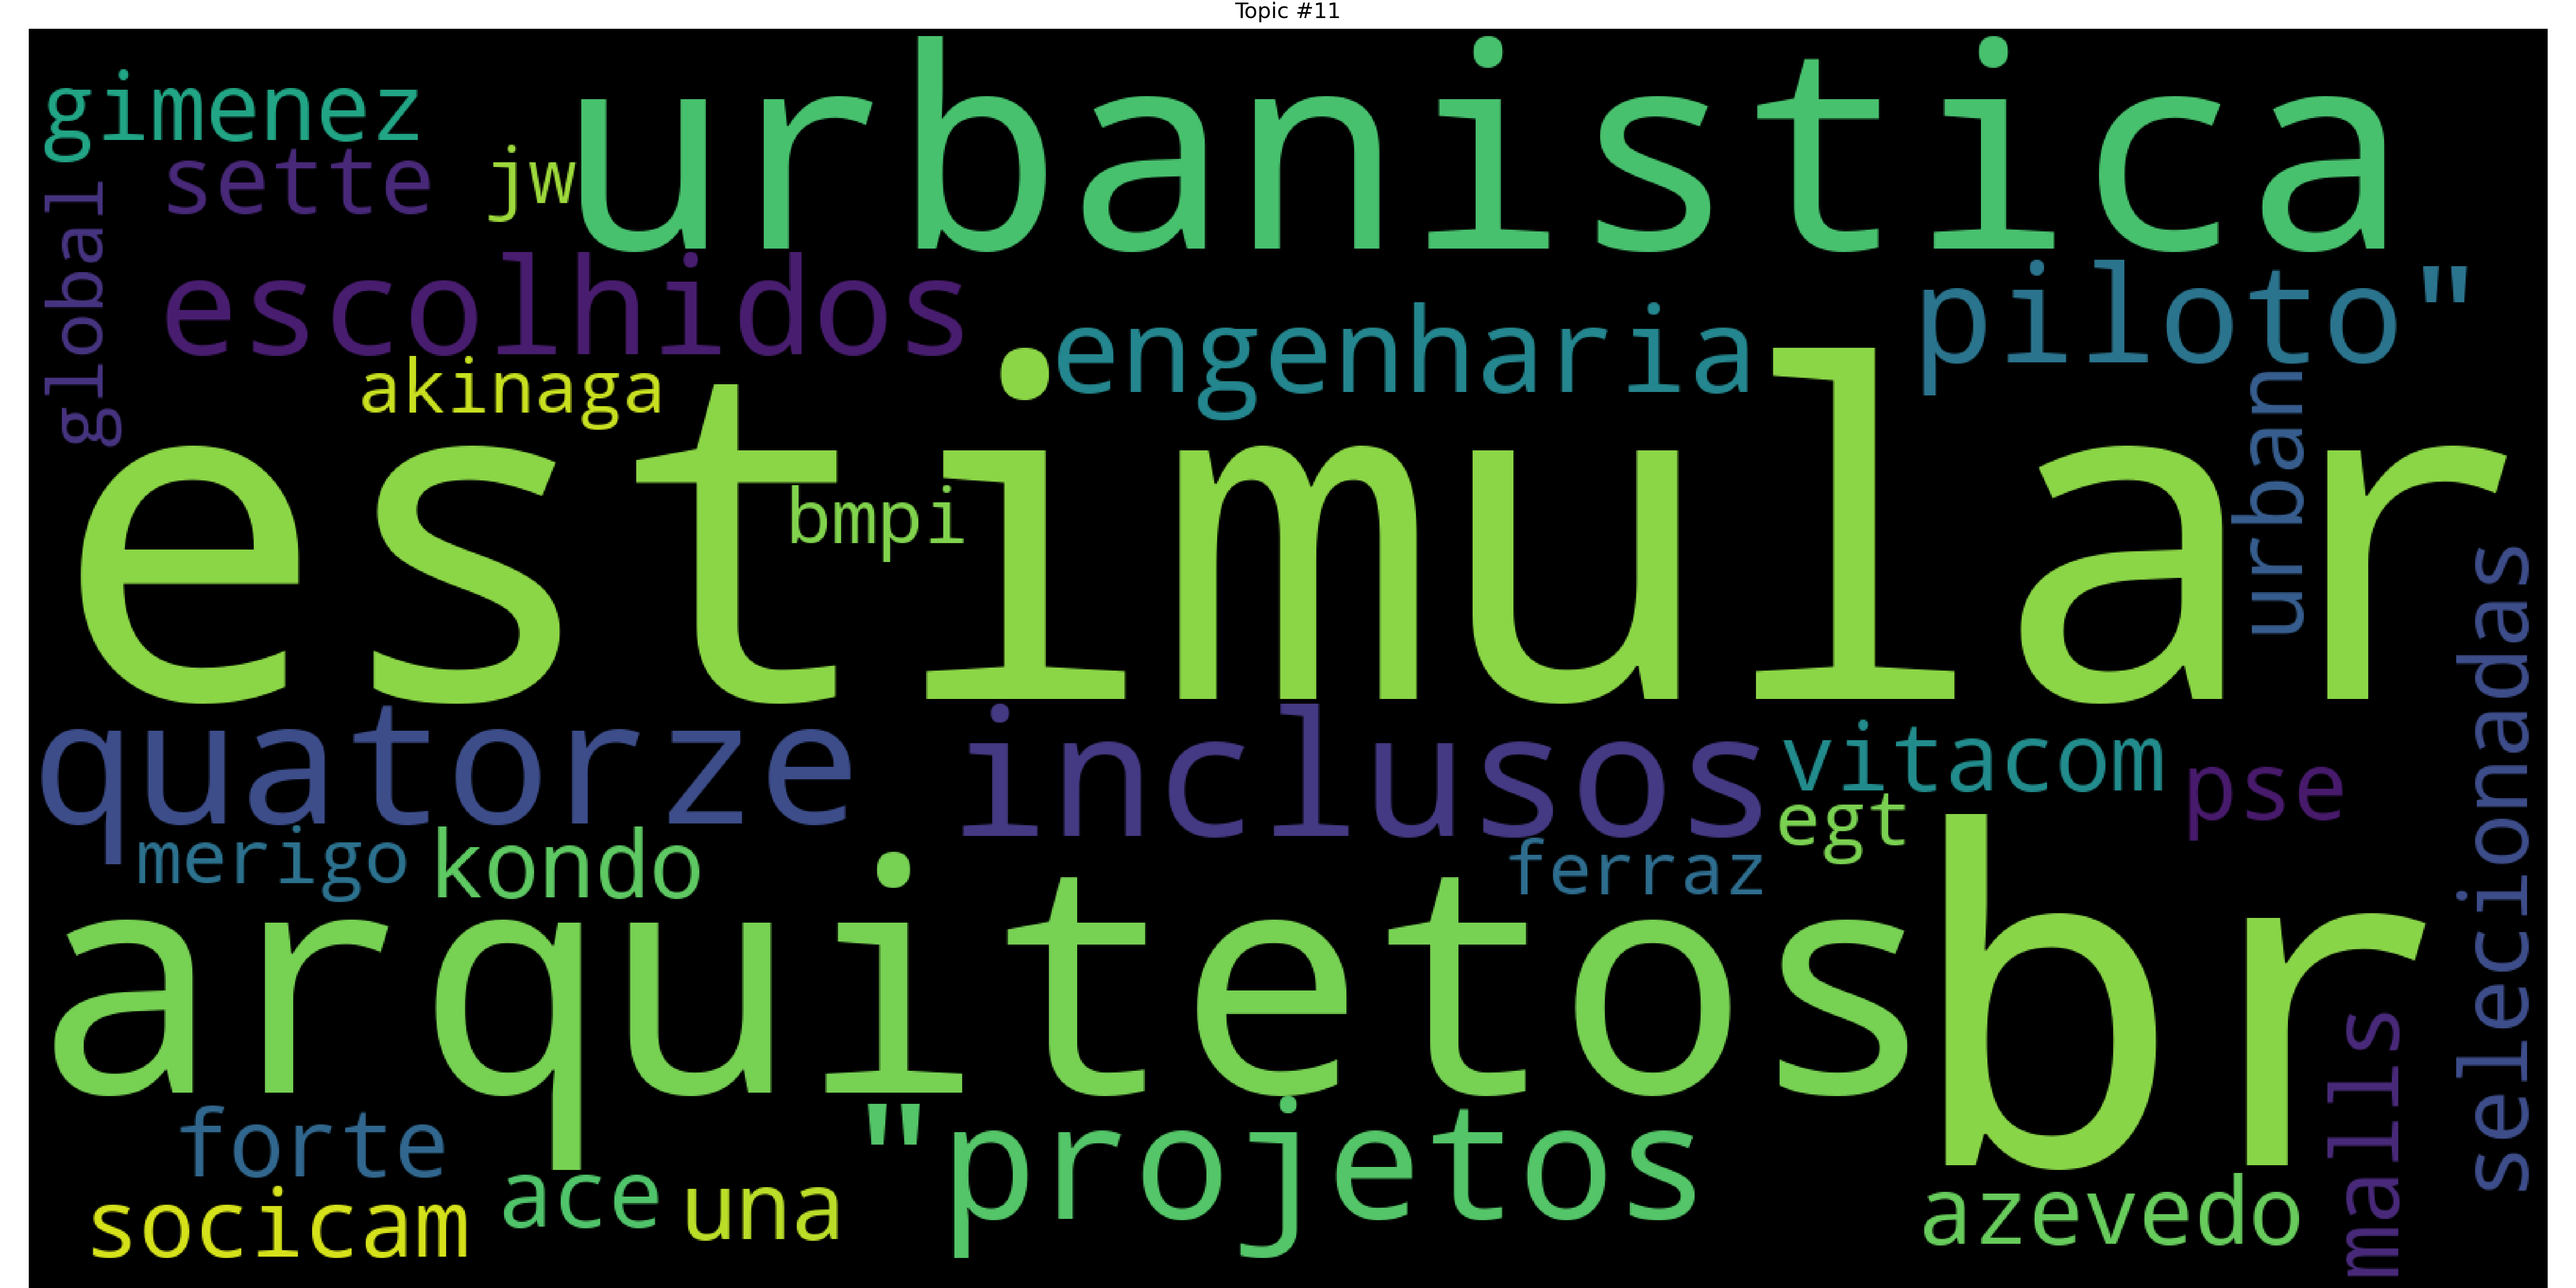 Topic #11
gimenez
urbanistica
sette
jw
global
escolhidos
piloto"
engenharia
akinaga
urbano
estimular
bmpi
selecionadas
quatorze
inclusos
vitacom
pse
egt
merigo
kondo
ferraz
arquitetos
br
malls
forte
"projetos
ace
una
azevedo
socicam